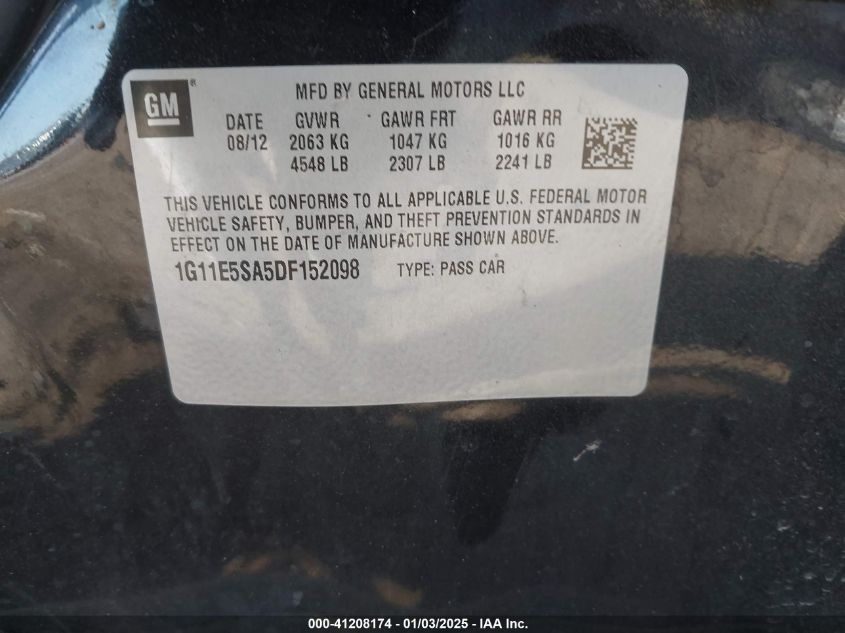 GM®
MFD BY GENERAL MOTORS LLC
DATE GVWR GAWR FRT GAWR RR
08/12 2063 KG 1047 KG 1016 KG
4548 LB 2307 LB 2241 LB
THIS VEHICLE CONFORMS TO ALL APPLICABLE U.S. FEDERAL MOTOR
VEHICLE SAFETY, BUMPER, AND THEFT PREVENTION STANDARDS IN
EFFECT ON THE DATE OF MANUFACTURE SHOWN ABOVE.
1G11E5SA5DF152098 TYPE: PASS CAR
000-41208174 - 01/03/2025 - IAA Inc.